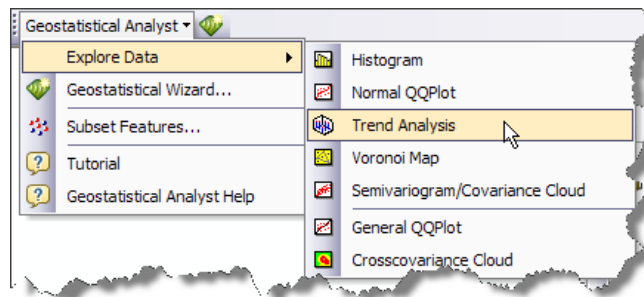 Geostatistical Analyst
Explore Data
Geostatistical Wizard...
Subset Features...
Tutorial
Geostatistical Analyst Help
Histogram
Normal QQPlot
Trend Analysis
Voronoi Map
Semivariogram/Covariance Cloud
General QQPlot
Crosscovariance Cloud